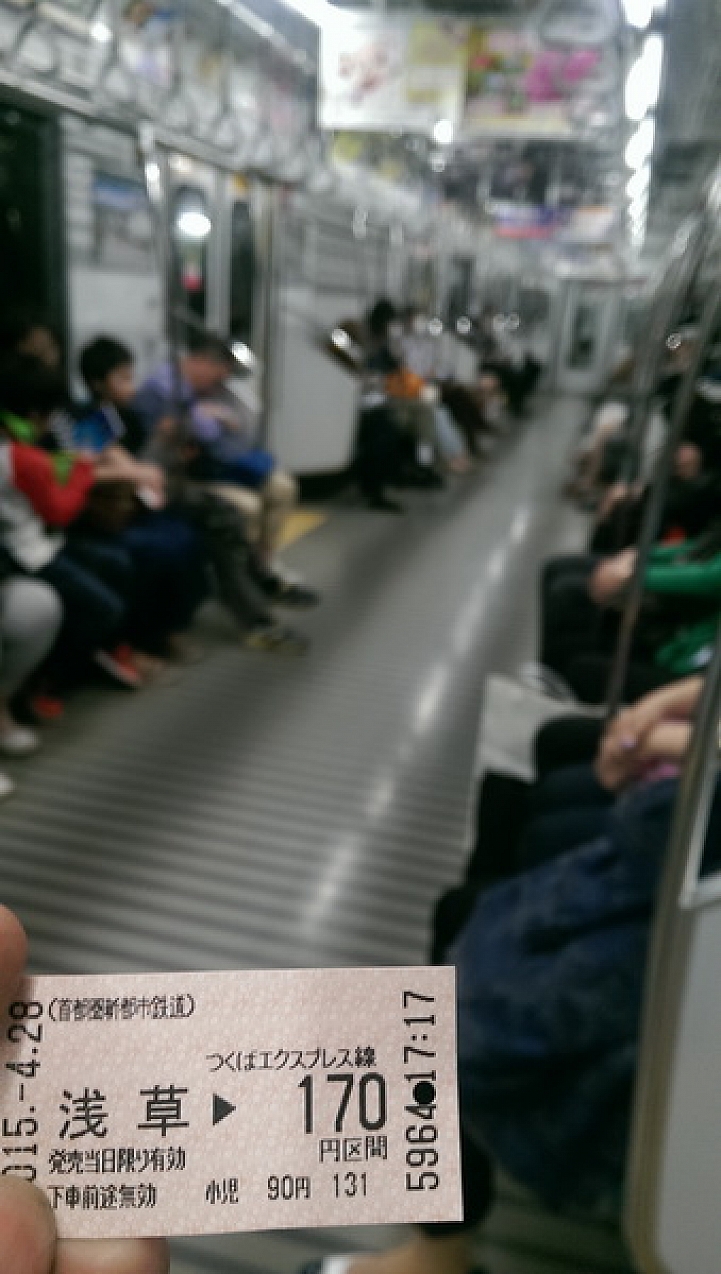 (首都圏新都市鉄道)
つくばエクスプレス線
浅草▶170
円区間
発売当日限り有効
下車前途無効 小児 90円 131
015.-4.28
5964 17:17